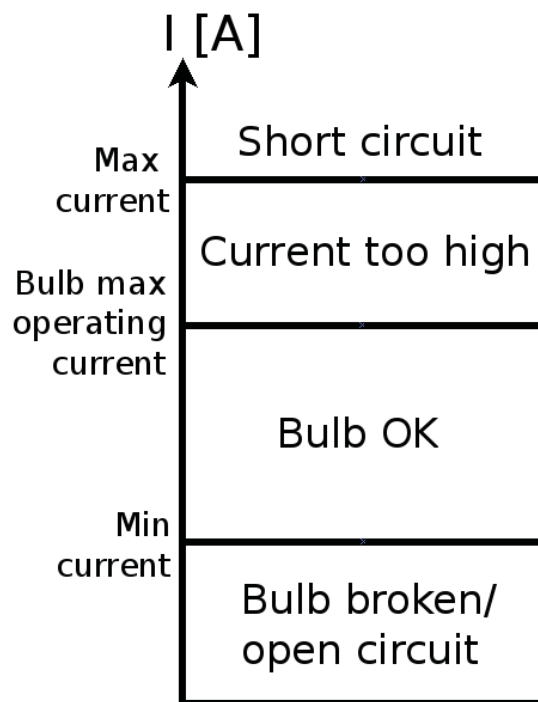 I [A]
Short circuit
Max
current
Current too high
Bulb max
operating
current
Bulb OK
Min
current
Bulb broken/
open circuit